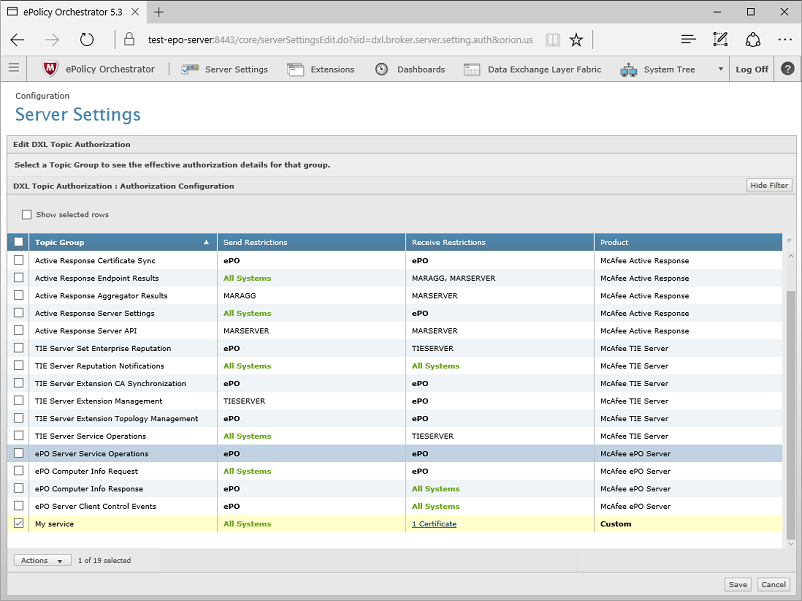 ePolicy Orchestrator 5.3.
test-epo-server:8443/core/serverSettingsEdit.do?sid=dxl.broker.server.setting.auth&orion.us
ePolicy Orchestrator Server Settings Extensions Dashboards Data Exchange Layer Fabric System Tree Log Off ?
Configuration
Server Settings
Edit DXL Topic Authorization
Select a Topic Group to see the effective authorization details for that group.
DXL Topic Authorization : Authorization Configuration Hide Filter
Show selected rows
Topic Group Send Restrictions Receive Restrictions Product
Active Response Certificate Sync ePO ePO McAfee Active Response
Active Response Endpoint Results All Systems MARAGG, MARSERVER McAfee Active Response
Active Response Aggregator Results MARAGG MARSERVER McAfee Active Response
Active Response Server Settings All Systems ePO McAfee Active Response
Active Response Server API MARSERVER MARSERVER McAfee Active Response
TIE Server Set Enterprise Reputation ePO TIESERVER McAfee TIE Server
TIE Server Reputation Notifications All Systems All Systems McAfee TIE Server
TIE Server Extension CA Synchronization ePO ePO McAfee TIE Server
TIE Server Extension Management TIESERVER ePO McAfee TIE Server
TIE Server Extension Topology Management ePO ePO McAfee TIE Server
TIE Server Service Operations All Systems TIESERVER McAfee TIE Server
ePO Server Service Operations ePO ePO McAfee ePO Server
ePO Computer Info Request All Systems ePO McAfee ePO Server
ePO Computer Info Response ePO All Systems McAfee ePO Server
ePO Server Client Control Events ePO All Systems McAfee ePO Server
My service All Systems 1 Certificate Custom
Actions 1 of 19 selected
Save Cancel